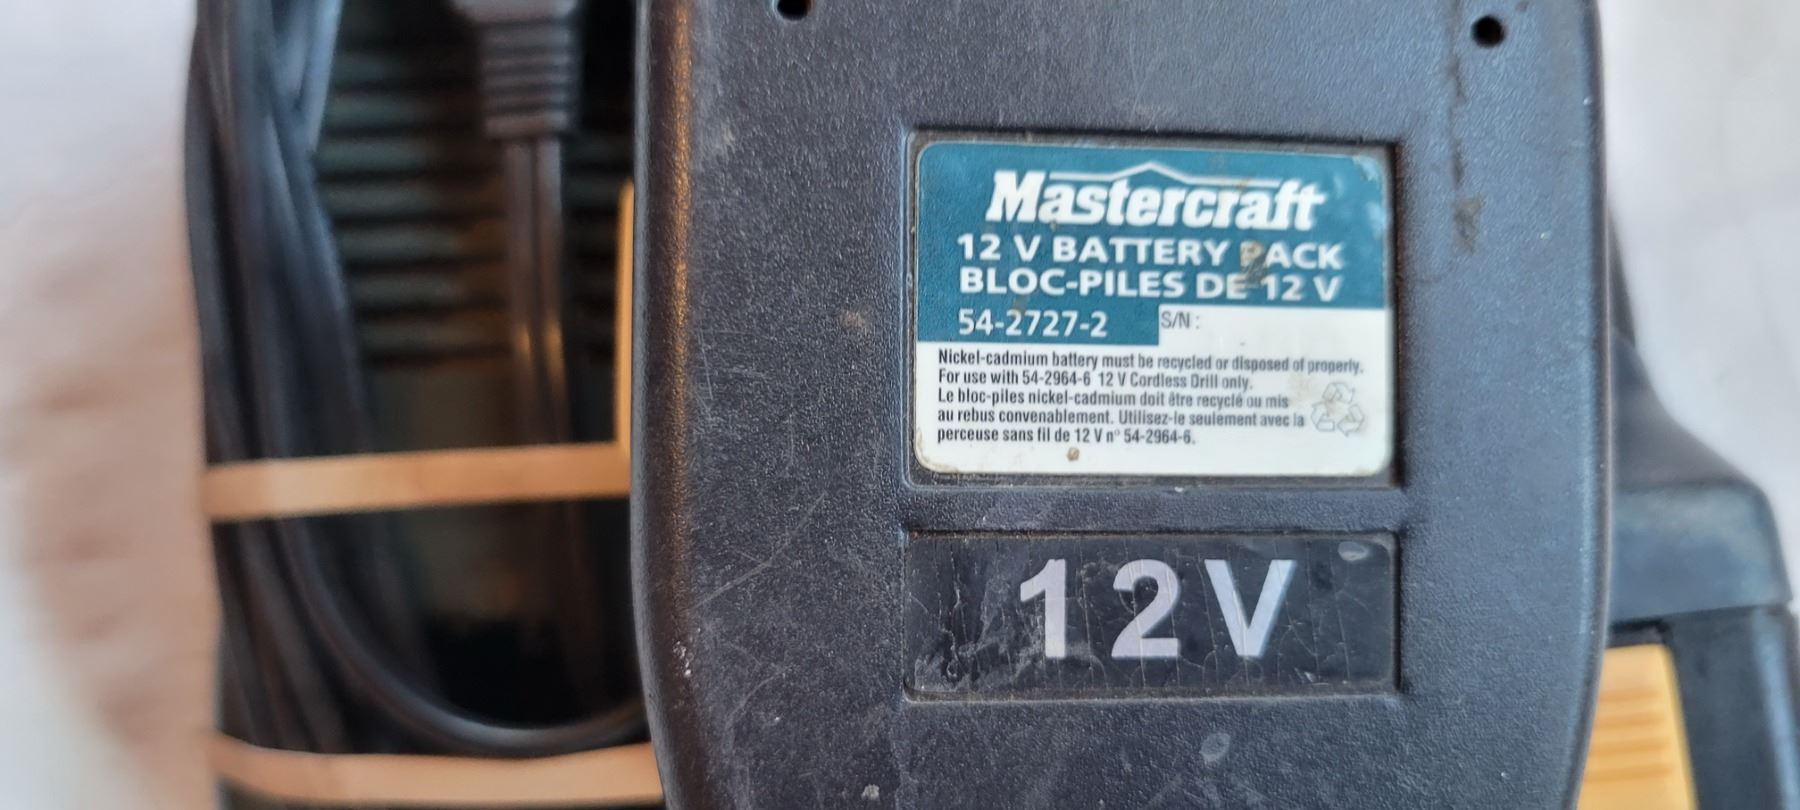 Mastercraft
12 V BATTERY PACK
BLOC-PILES DE 12 V
54-2727-2 S/N :
Nickel-cadmium battery must be recycled or disposed of properly.
For use with 54-2964-6 12 V Cordless Drill only.
Le bloc-piles nickel-cadmium doit être recyclé ou mis
au rebus convenablement. Utilisez-le seulement avec la
perceuse sans fil de 12 V nº 54-2964-6.
12V